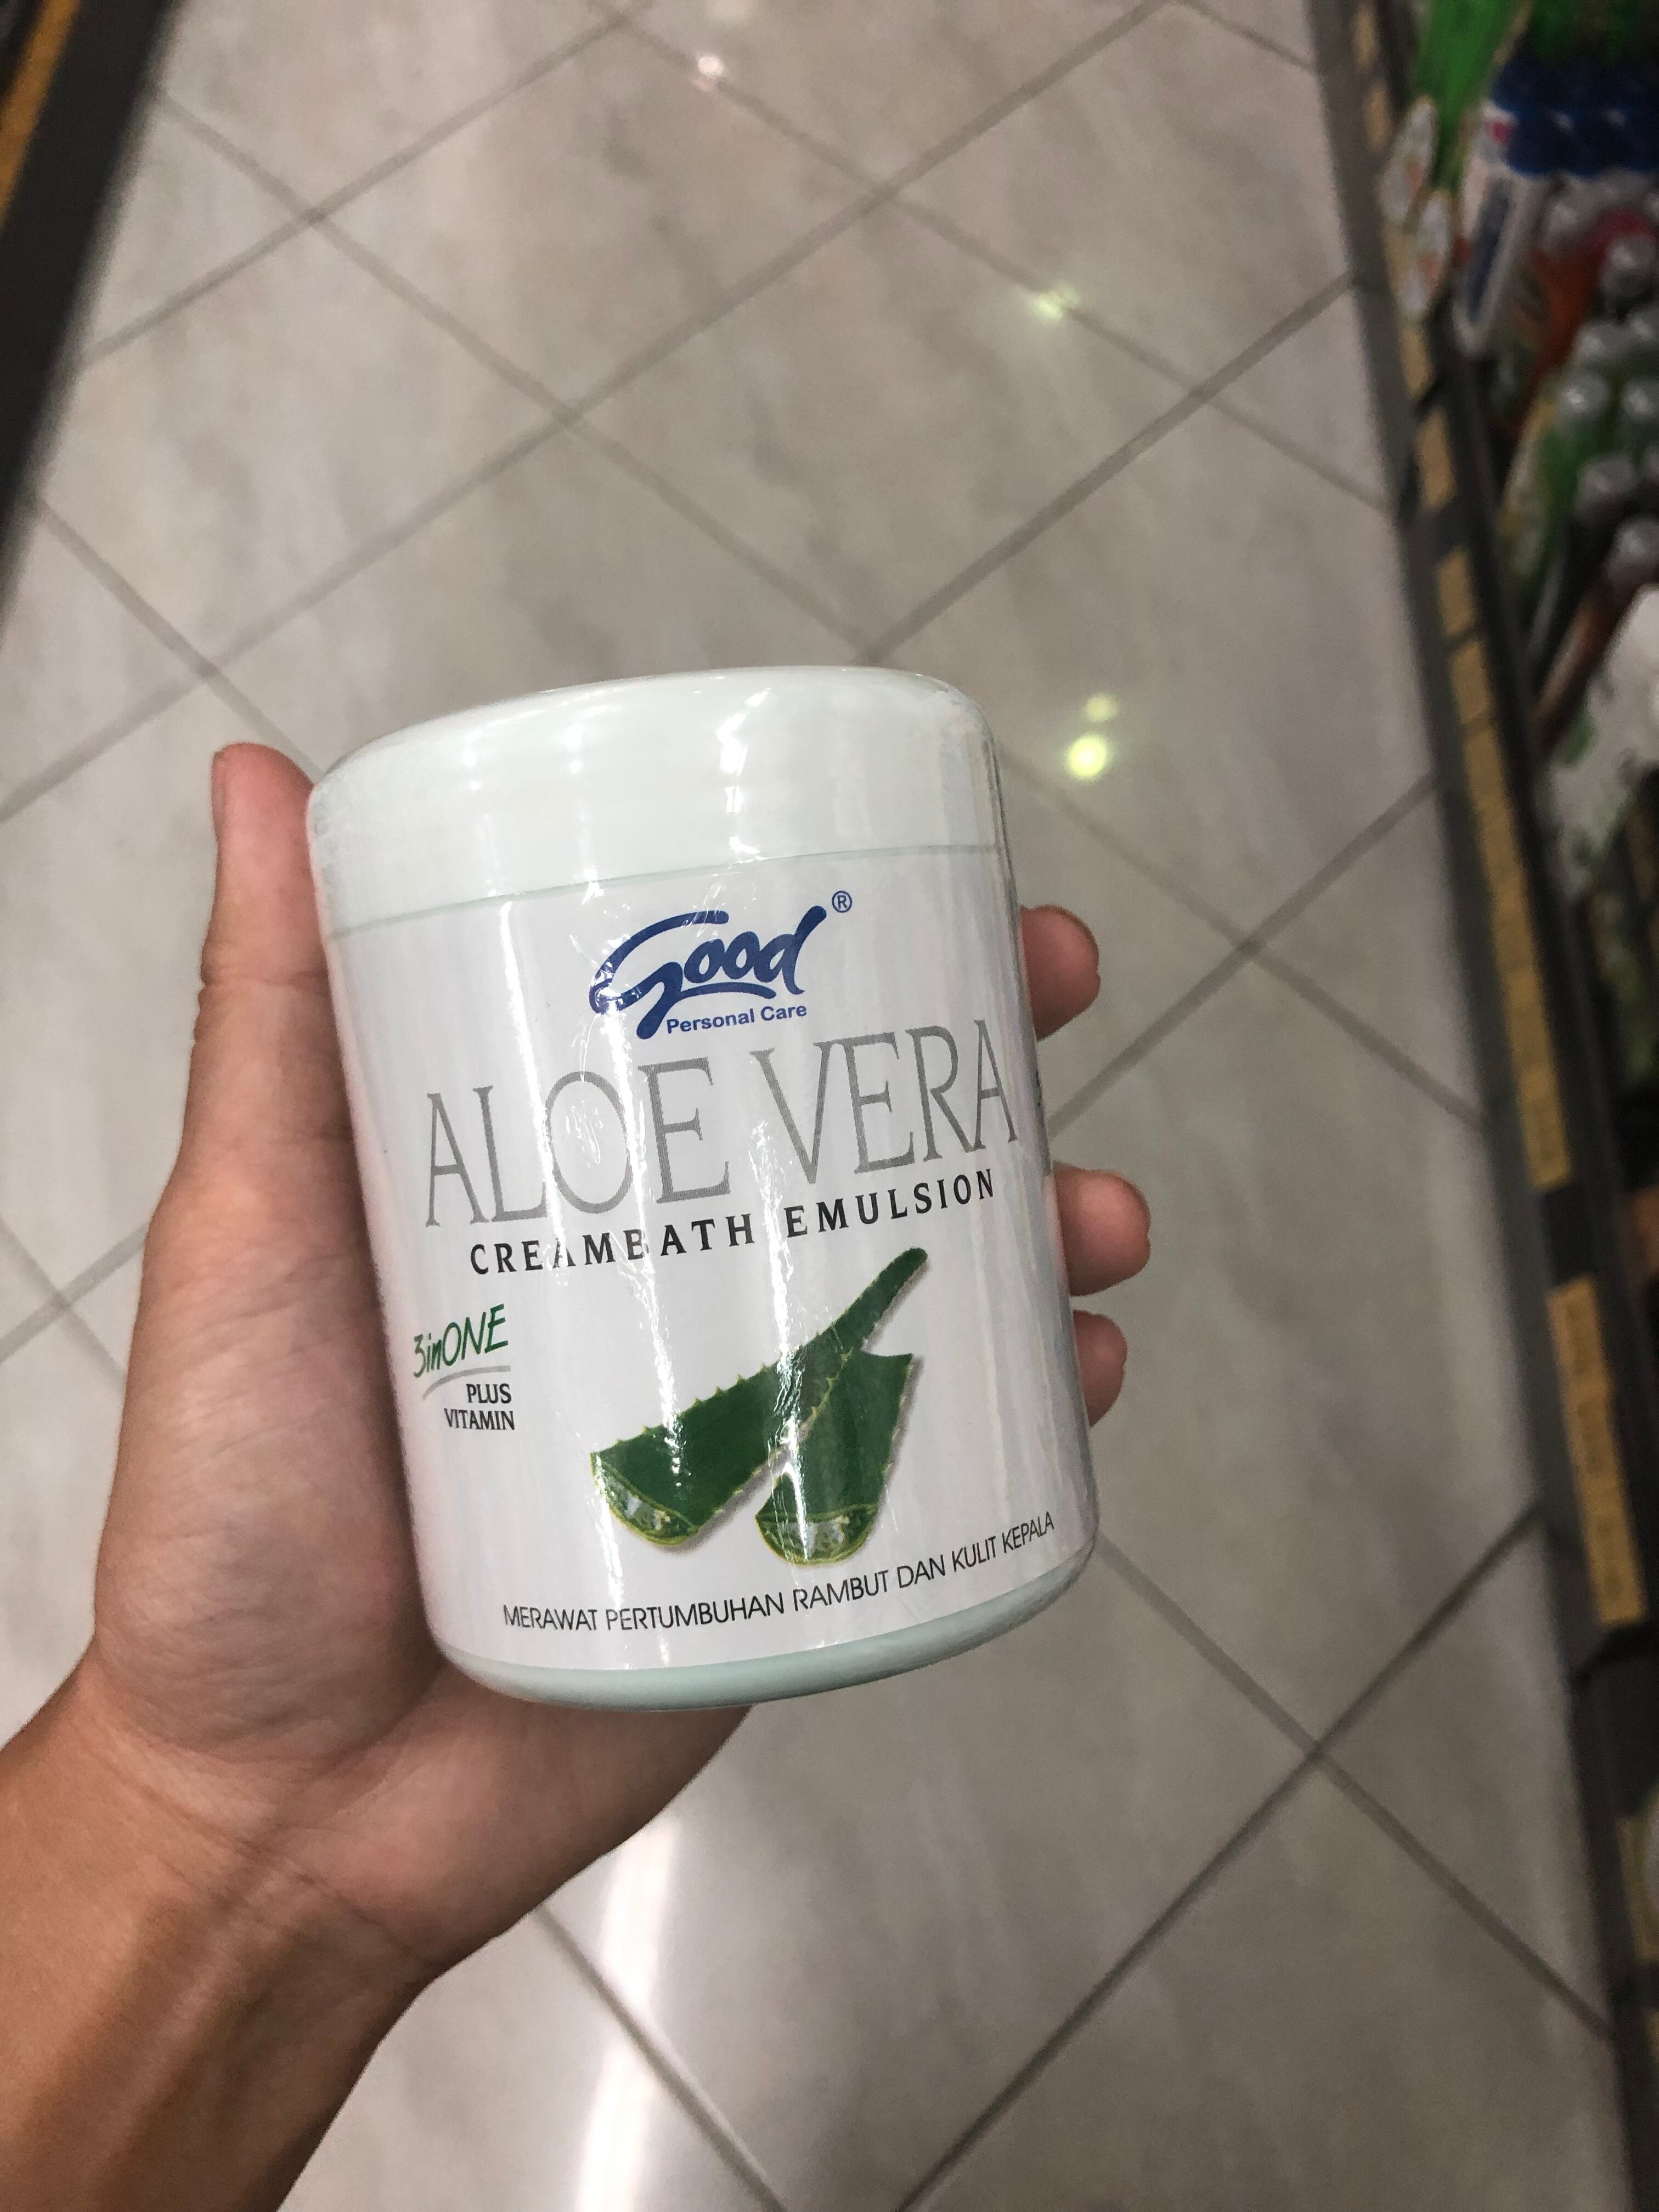 Good®
Personal Care
ALOE VERA
CREAMBATH EMULSION
3inONE
PLUS
VITAMIN
MERAWAT PERTUMBUHAN RAMBUT DAN KULIT KEPALA